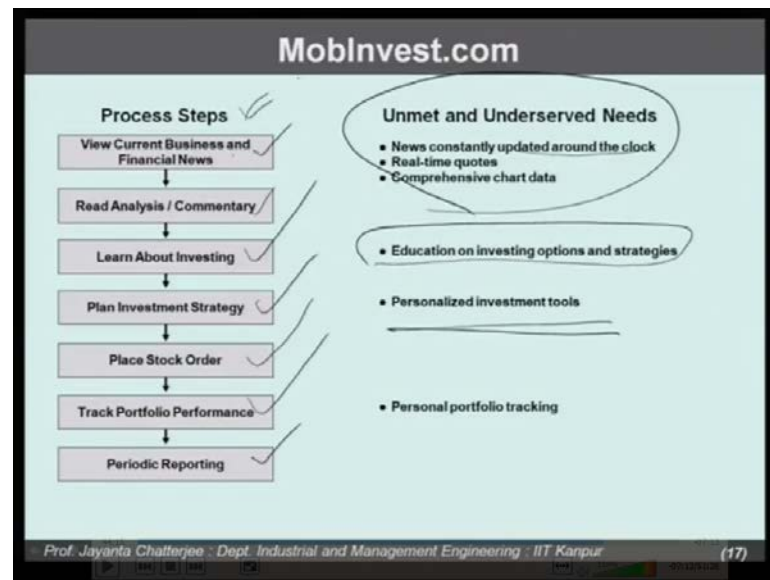 MobInvest.com
Process Steps
View Current Business and
Financial News
Read Analysis / Commentary
Learn About Investing
Plan Investment Strategy
Place Stock Order
Track Portfolio Performance
Periodic Reporting
Unmet and Underserved Needs
• News constantly updated around the clock
• Real-time quotes
• Comprehensive chart data
• Education on investing options and strategies
• Personalized investment tools
• Personal portfolio tracking
Prof. Jayanta Chatterjee : Dept. Industrial and Management Engineering : IIT Kanpur
(17)